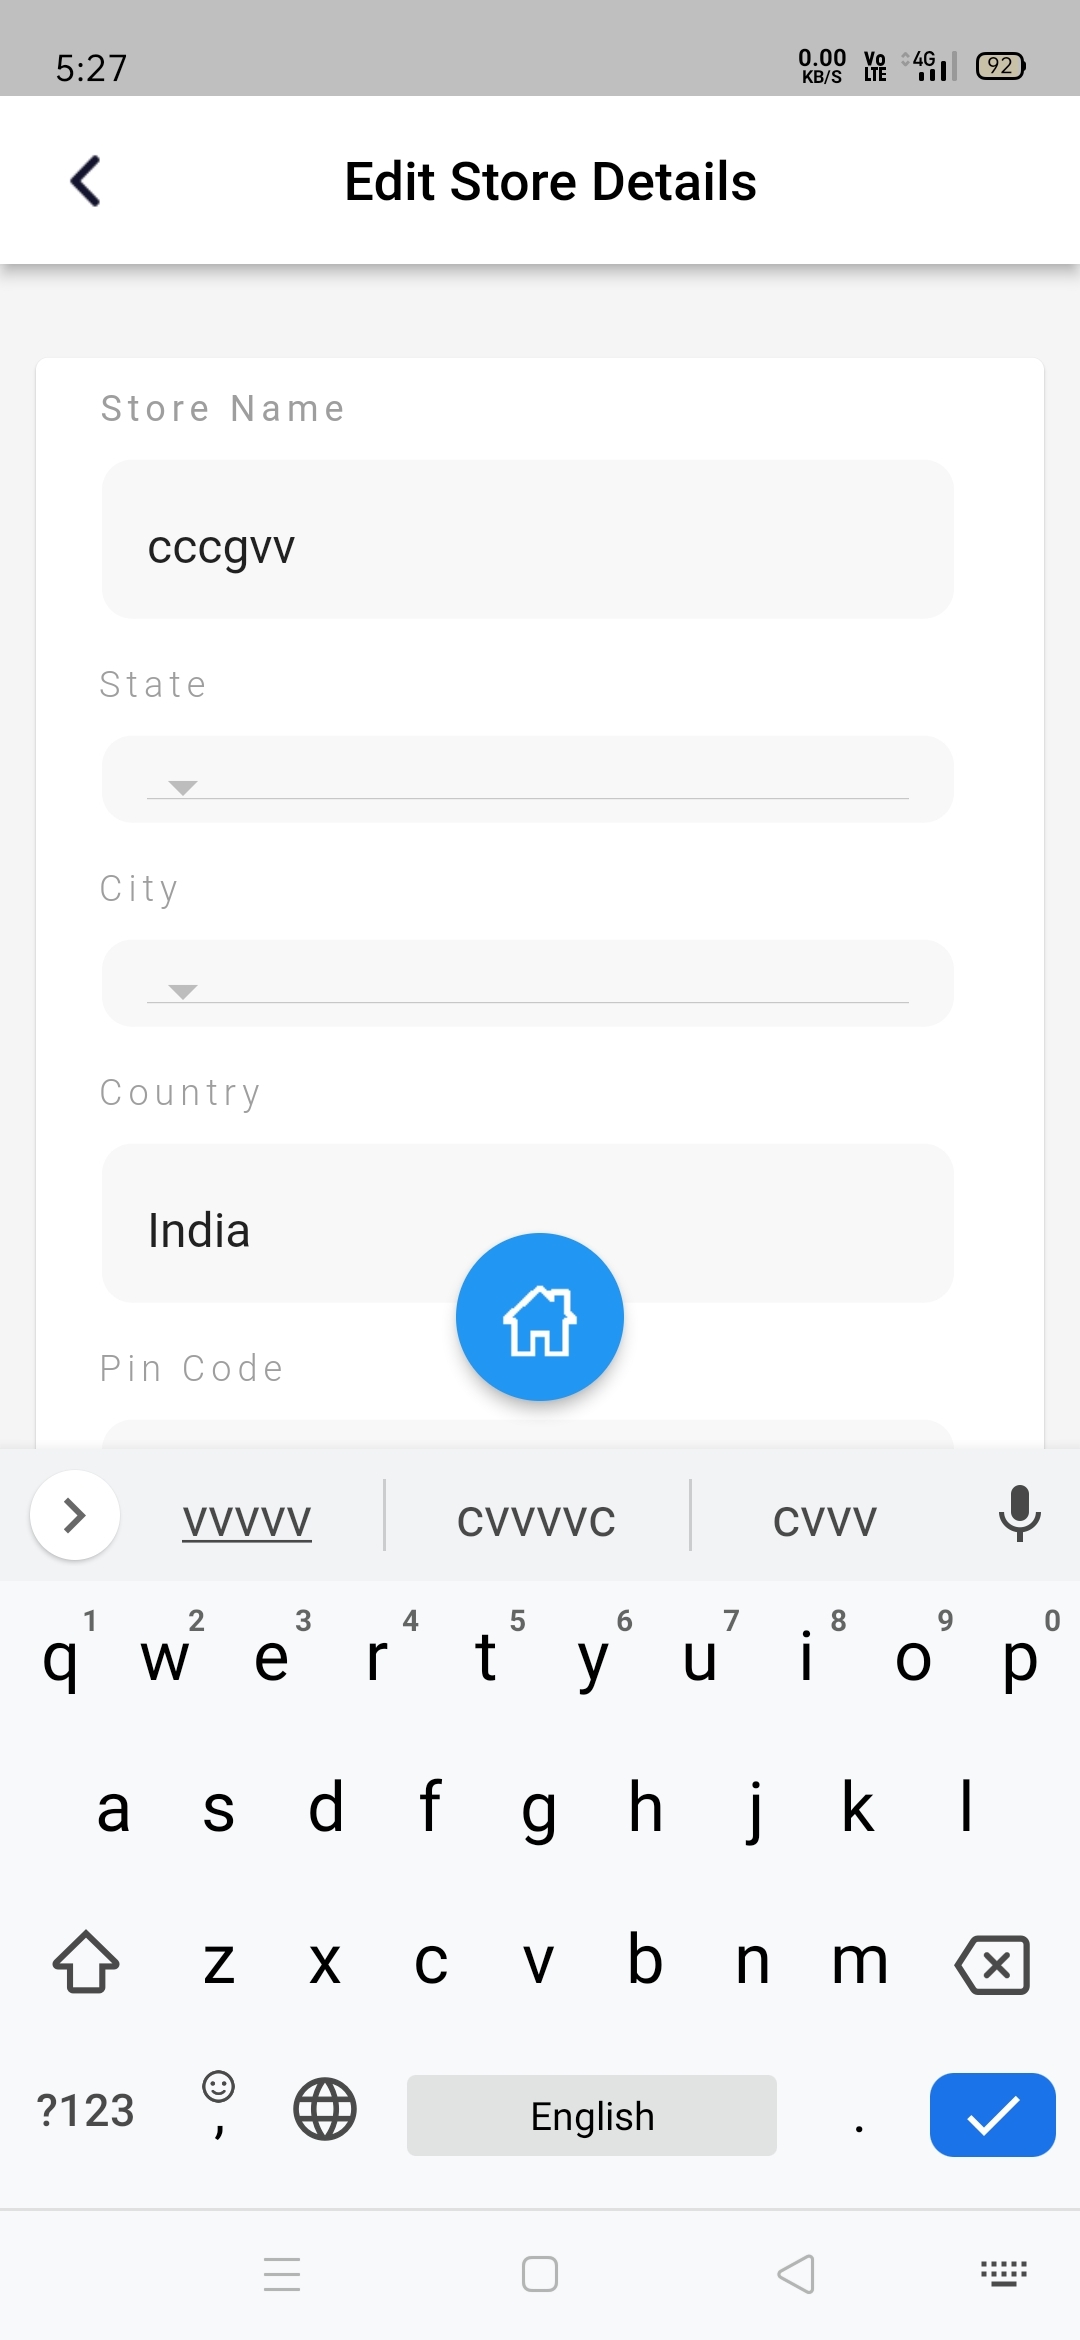 5:27
0.00 KB/S Vo LTE 4G 92
Edit Store Details
Store Name
cccgvv
State
City
Country
India
Pin Code
vvvvv cvvvvc cvvv
1 2 3 4 5 6 7 8 9 0
q w e r t y u i o p
a s d f g h j k l
z x c v b n m
?123 , English .